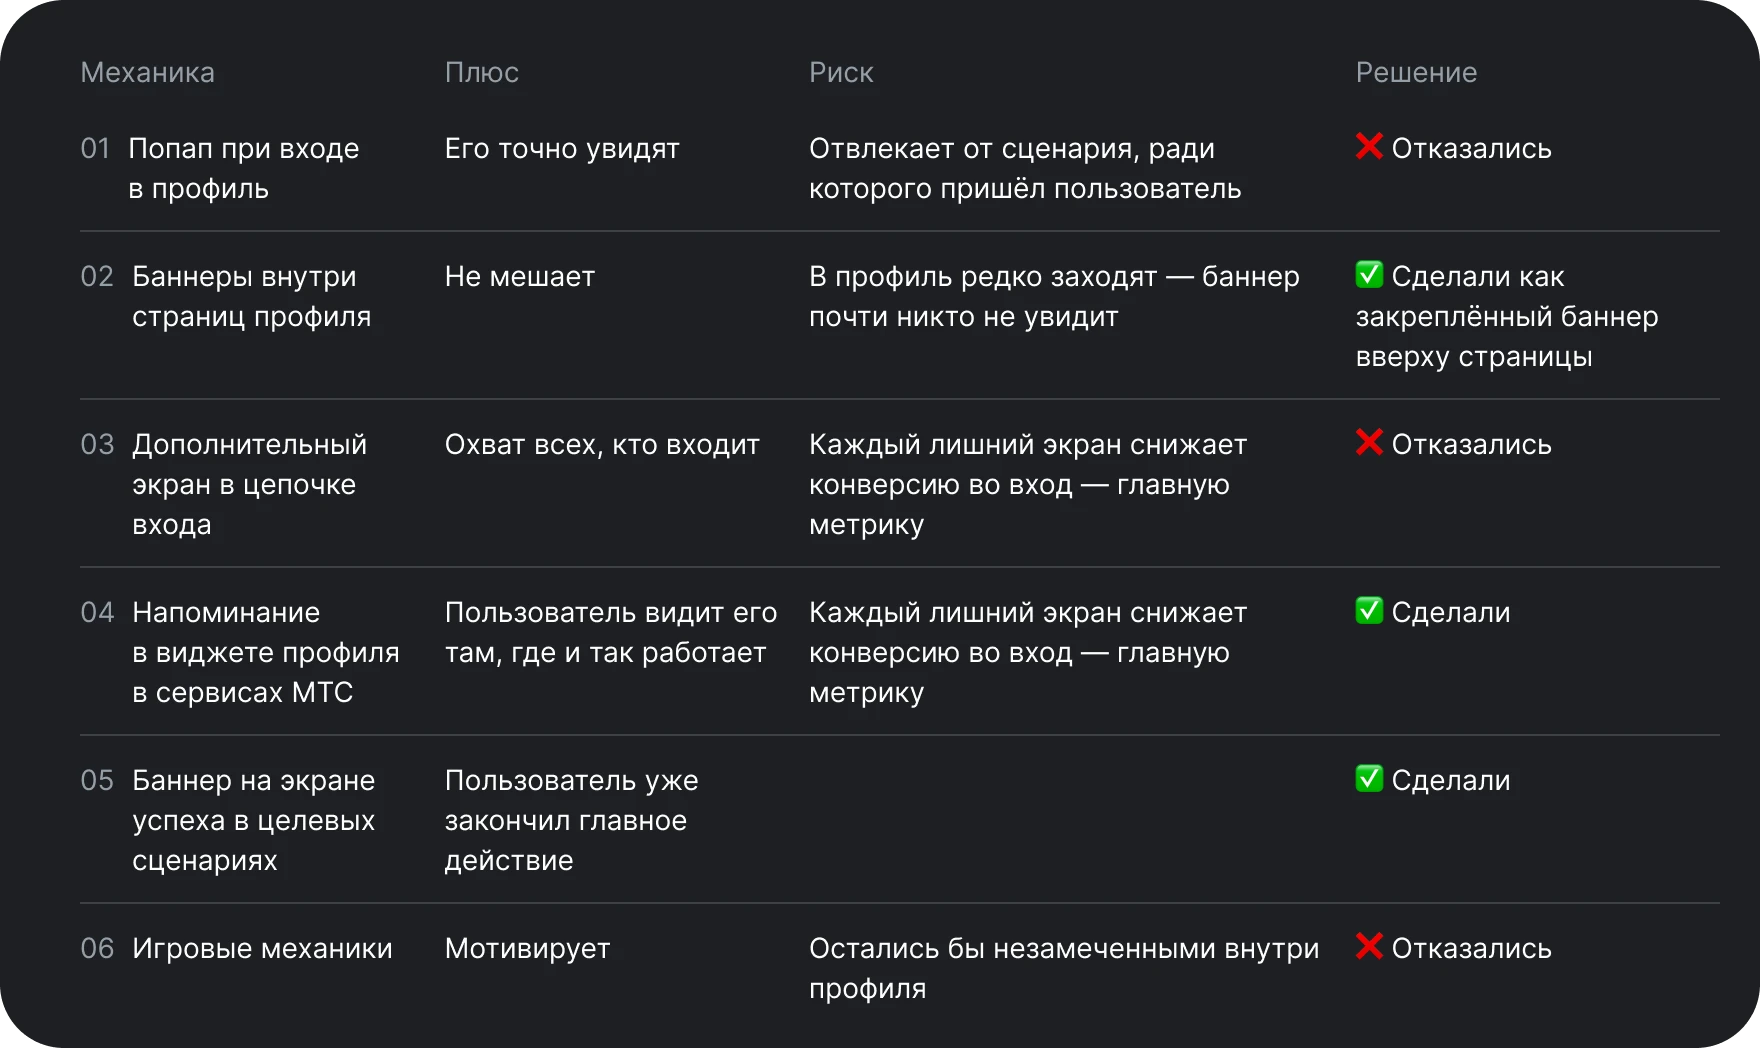 Механика Плюс Риск Решение
01 Попап при входе Его точно увидят Отвлекает от сценария, ради ❌ Отказались
в профиль которого пришёл пользователь
02 Баннеры внутри Не мешает В профиль редко заходят — баннер ✅ Сделали как
страниц профиля почти никто не увидит закреплённый баннер
вверху страницы
03 Дополнительный Охват всех, кто входит Каждый лишний экран снижает ❌ Отказались
экран в цепочке конверсию во вход — главную
входа метрику
04 Напоминание Пользователь видит его Каждый лишний экран снижает ✅ Сделали
в виджете профиля там, где и так работает конверсию во вход — главную
в сервисах МТС метрику
05 Баннер на экране Пользователь уже ✅ Сделали
успеха в целевых закончил главное
сценариях действие
06 Игровые механики Мотивирует Остались бы незамеченными внутри ❌ Отказались
профиля